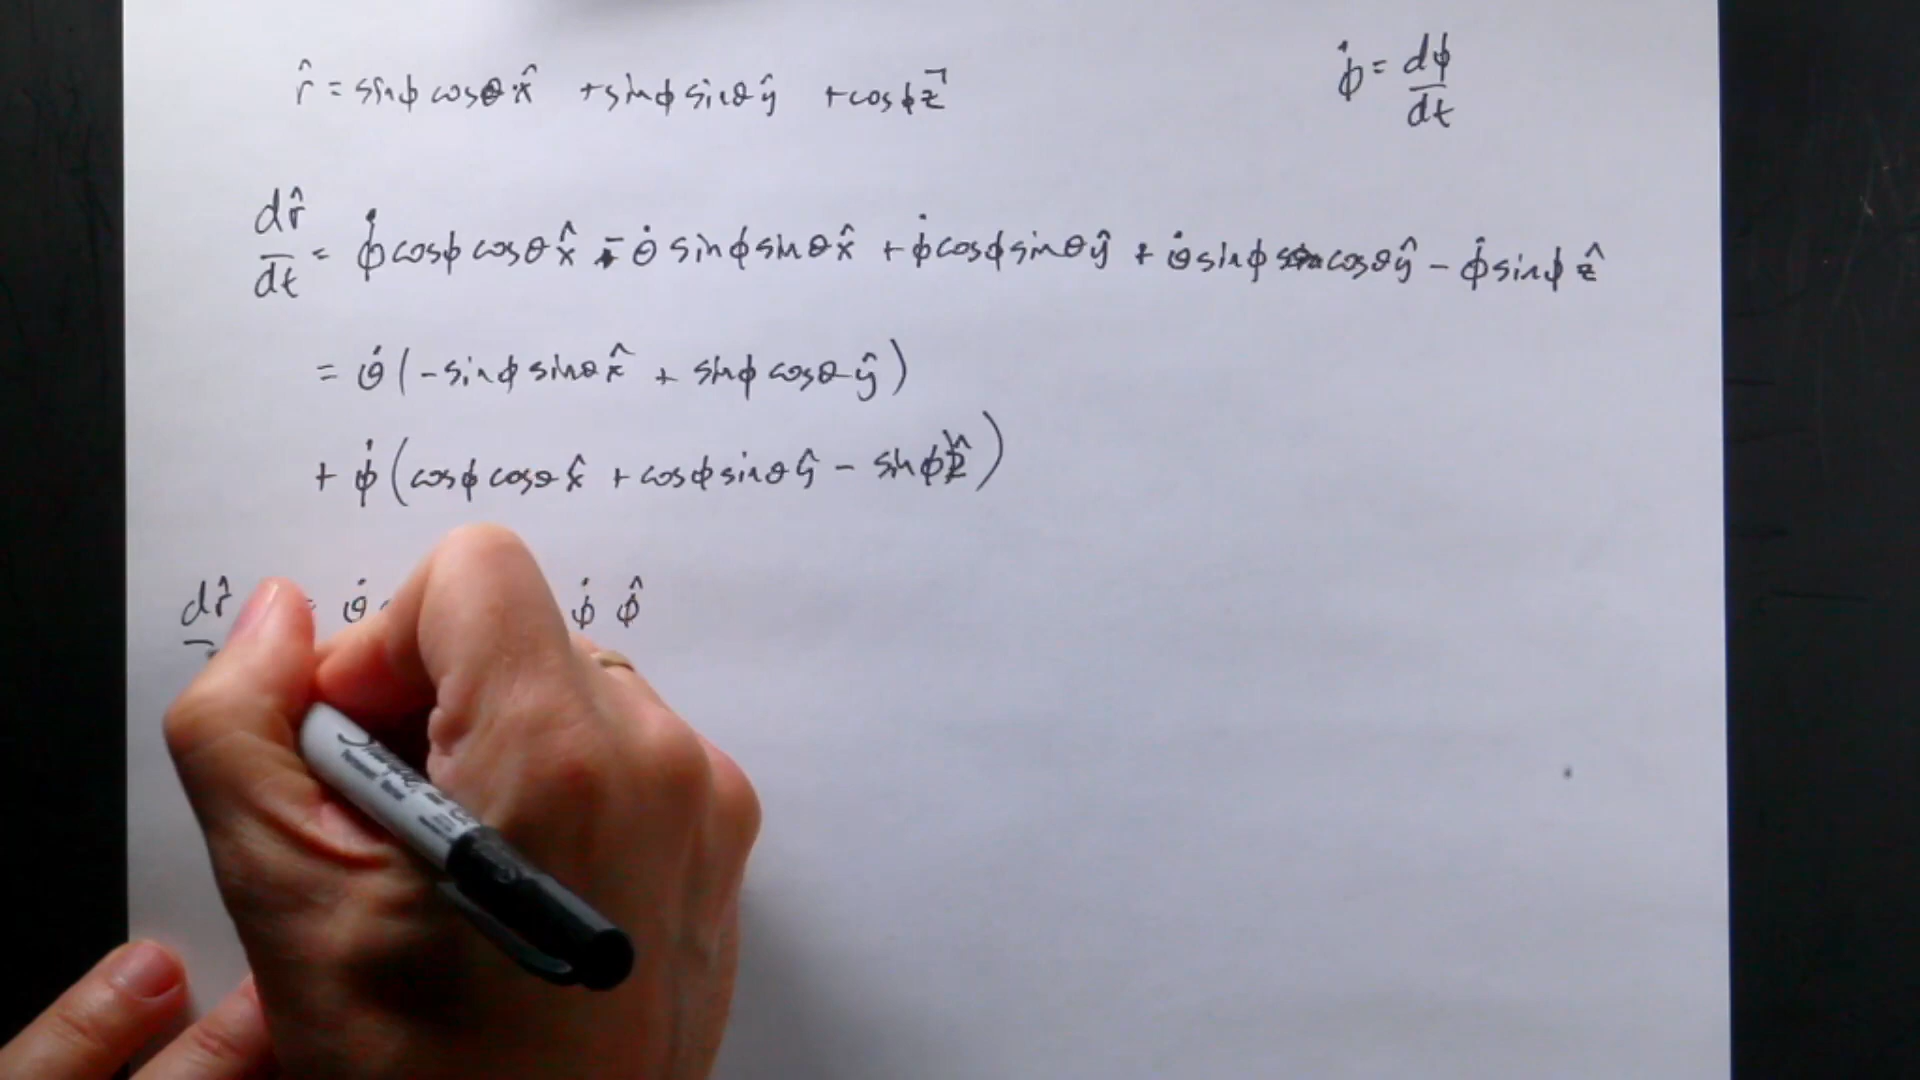 r̂ = sinϕ cosθ x̂ + sinϕ sinθ ŷ + cosϕ z⃗
ϕ̇ = dϕ/dt
dr̂/dt = ϕ̇ cosϕ cosθ x̂ - θ̇ sinϕ sinθ x̂ + ϕ̇ cosϕ sinθ ŷ + θ̇ sinϕ cosθ ŷ - ϕ̇ sinϕ ẑ
= θ̇ (-sinϕ sinθ x̂ + sinϕ cosθ ŷ)
+ ϕ̇ (cosϕ cosθ x̂ + cosϕ sinθ ŷ - sinϕ ẑ)
dr̂ = θ̇ ϕ̇ ϕ̂